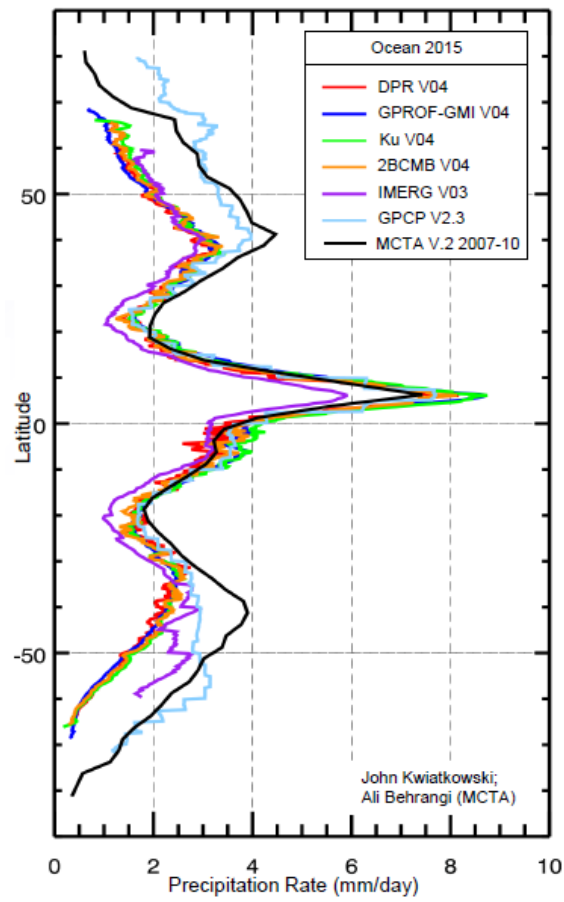 Ocean 2015
DPR V04
GPROF-GMI V04
Ku V04
2BCMB V04
IMERG V03
GPCP V2.3
MCTA V.2 2007-10
50
0
-50
Latitude
John Kwiatkowski;
Ali Behrangi (MCTA)
0 2 4 6 8 10
Precipitation Rate (mm/day)